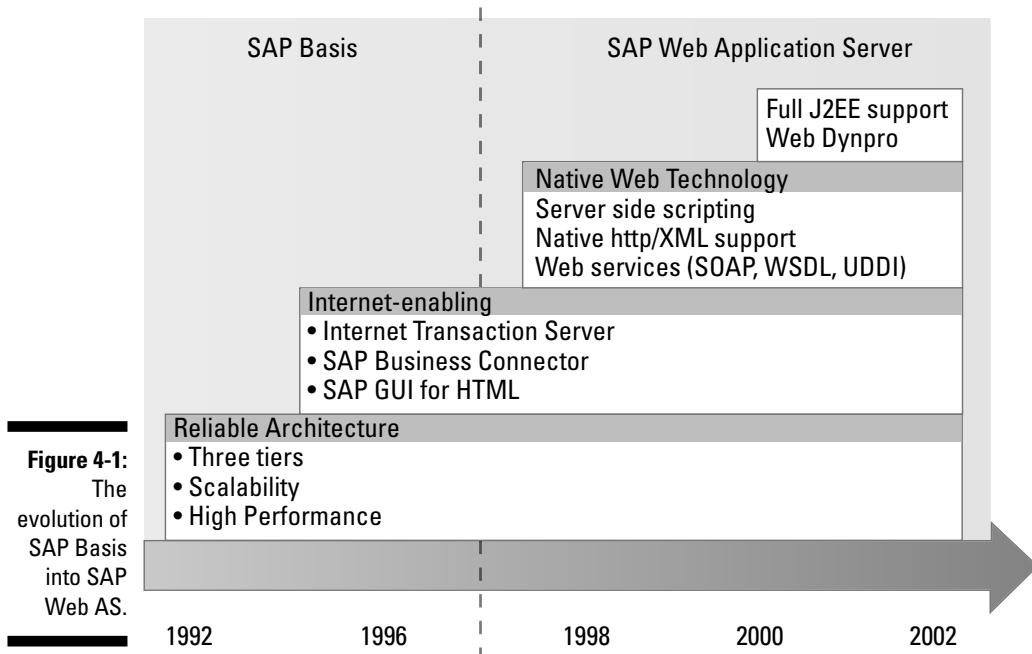 SAP Basis
SAP Web Application Server
Full J2EE support
Web Dynpro
Native Web Technology
Server side scripting
Native http/XML support
Web services (SOAP, WSDL, UDDI)
Internet-enabling
• Internet Transaction Server
• SAP Business Connector
• SAP GUI for HTML
Reliable Architecture
• Three tiers
• Scalability
• High Performance
Figure 4-1:
The
evolution of
SAP Basis
into SAP
Web AS.
1992
1996
1998
2000
2002